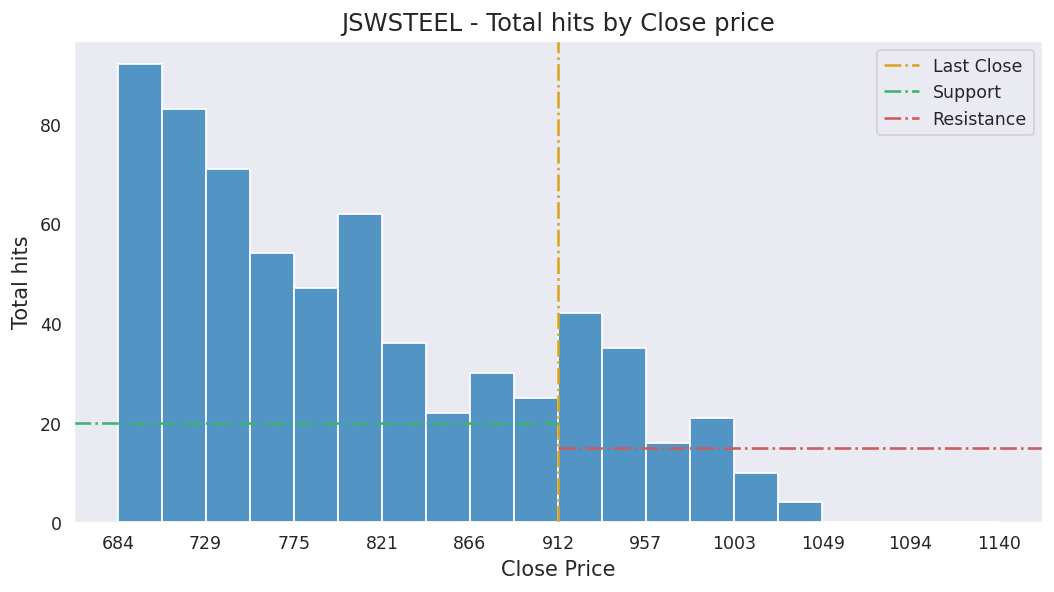 JSWSTEEL - Total hits by Close price
Last Close
Support
Resistance
Total hits
80
60
40
20
0
684 729 775 821 866 912 957 1003 1049 1094 1140
Close Price